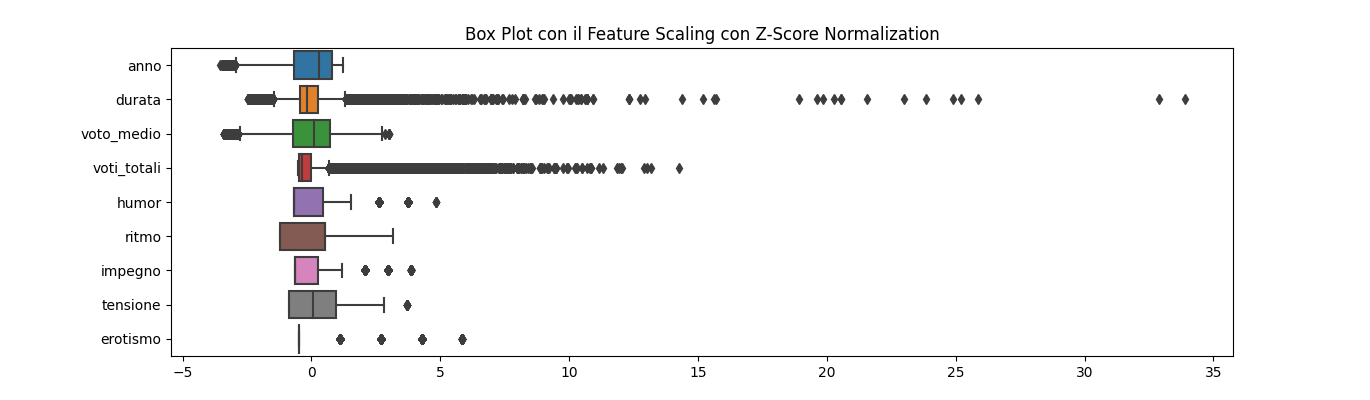 Box Plot con il Feature Scaling con Z-Score Normalization
anno
durata
voto_medio
voti_totali
humor
ritmo
impegno
tensione
erotismo
−5 0 5 10 15 20 25 30 35